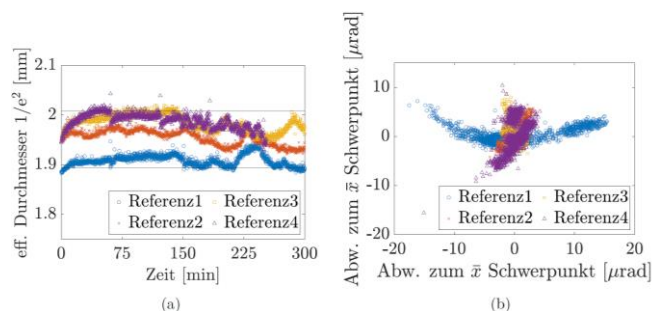 eff. Durchmesser 1/e² [mm]
2.1
2
1.9
1.8
Referenz1
Referenz3
Referenz2
Referenz4
0
75
150
225
300
Zeit [min]
(a)
Abw. zum x̄ Schwerpunkt [μrad]
20
10
0
-10
-20
Referenz1
Referenz3
Referenz2
Referenz4
-20
-10
0
10
20
Abw. zum x̄ Schwerpunkt [μrad]
(b)